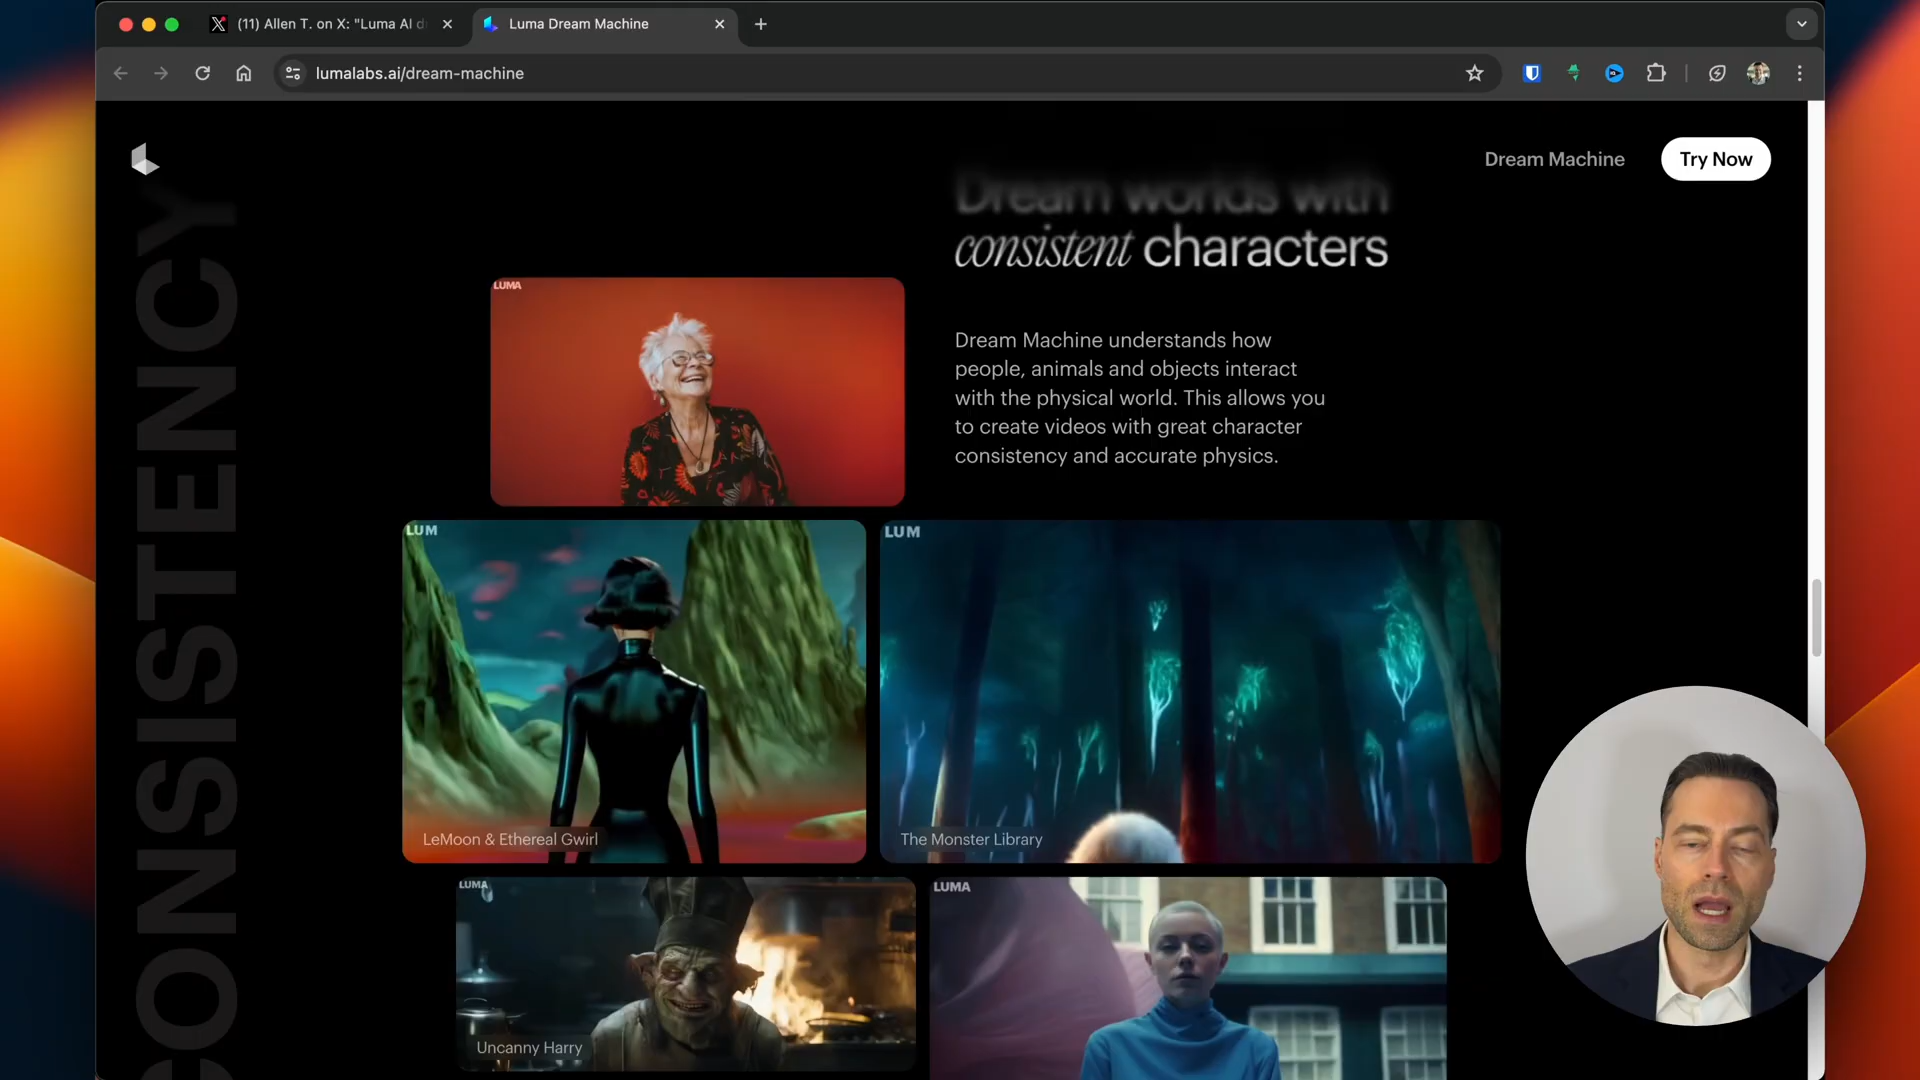 (11) Allen T. on X: "Luma AI d
Luma Dream Machine
lumalabs.ai/dream-machine
Dream Machine
Try Now
CONSISTENCY
Dream worlds with
consistent characters
LUMA
Dream Machine understands how
people, animals and objects interact
with the physical world. This allows you
to create videos with great character
consistency and accurate physics.
LUM
LeMoon & Ethereal Gwirl
LUM
The Monster Library
LUMA
Uncanny Harry
LUMA